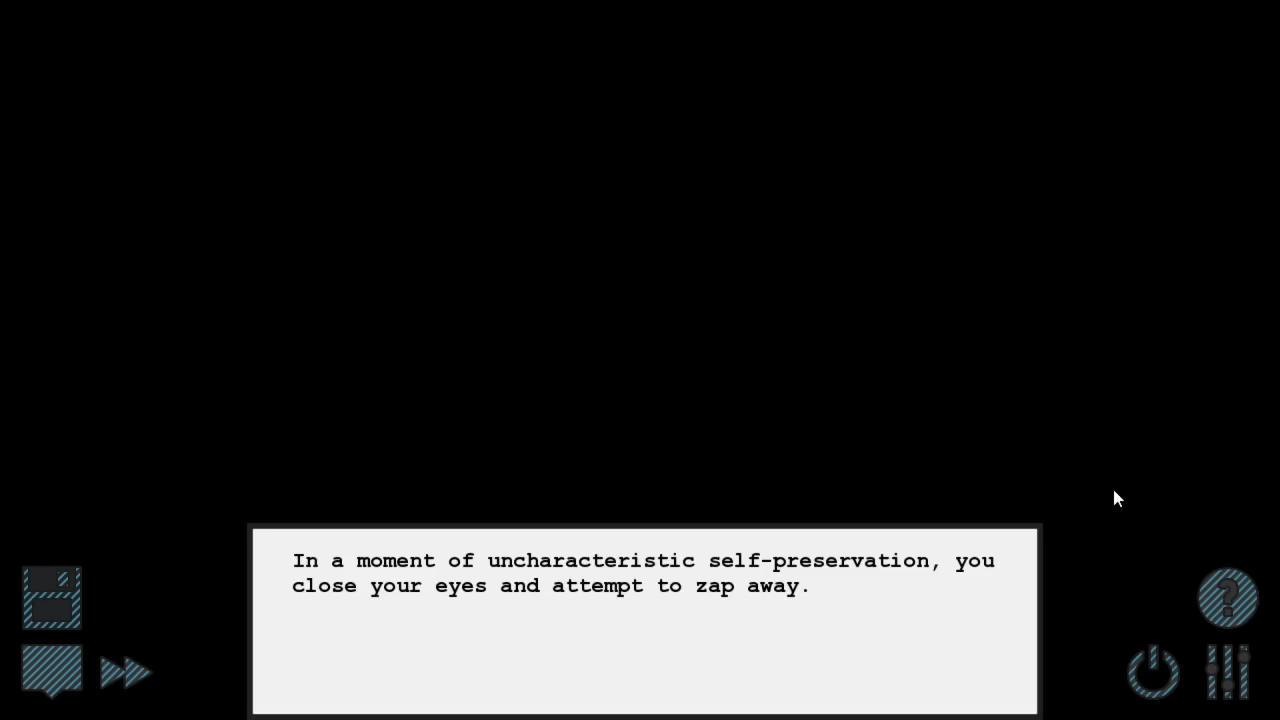 In a moment of uncharacteristic self-preservation, you
close your eyes and attempt to zap away.
?